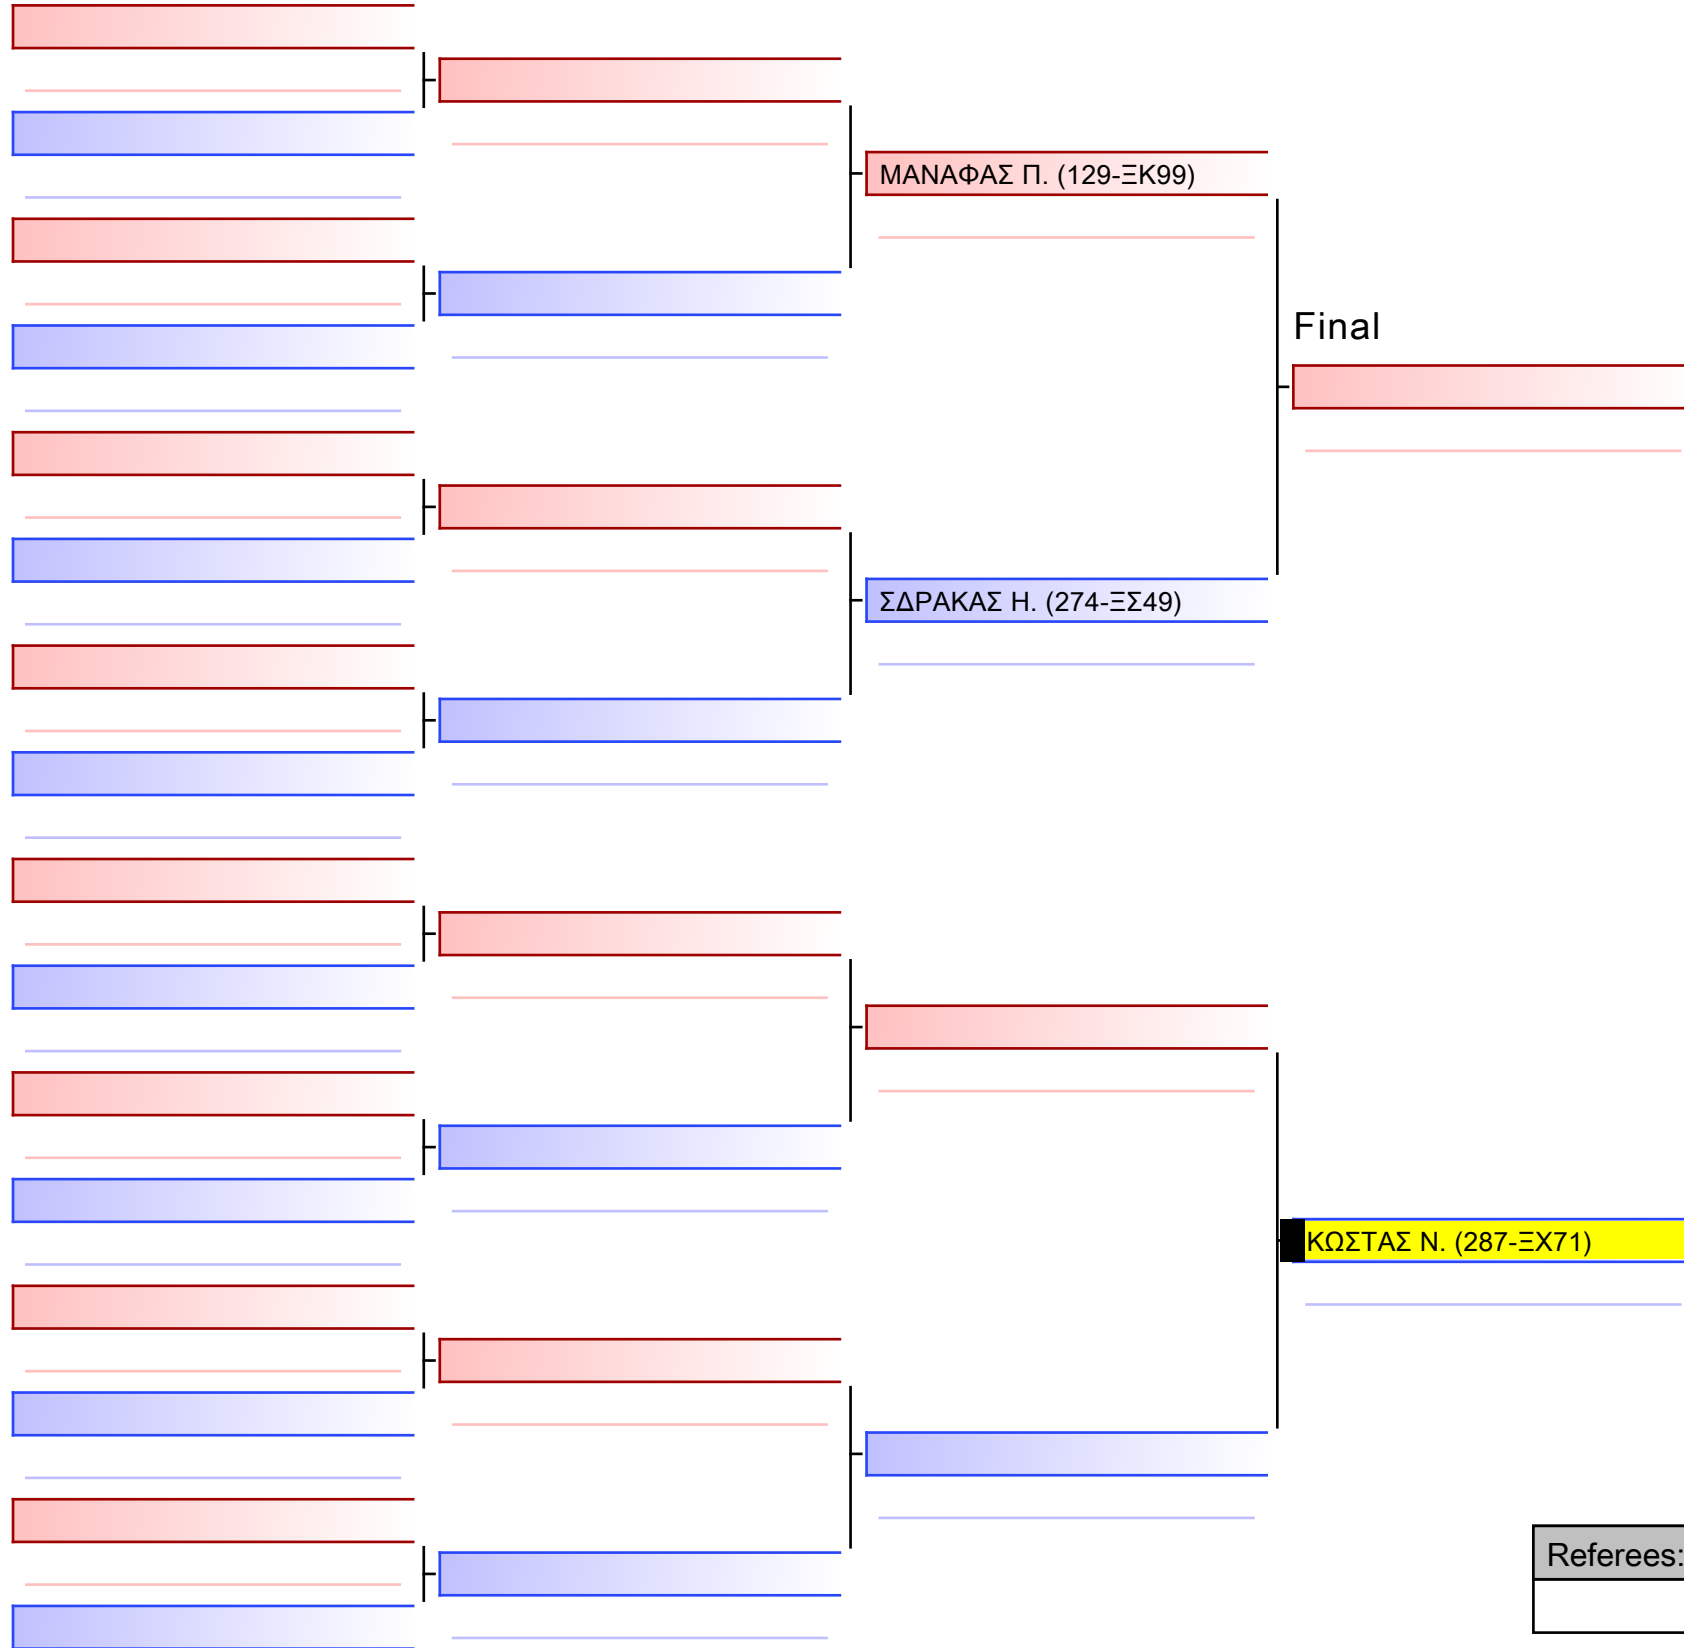 ΜΑΝΑΦΑΣ Π. (129-ΞΚ99)
Final
ΣΔΡΑΚΑΣ Η. (274-ΞΣ49)
ΚΩΣΤΑΣ Ν. (287-ΞΧ71)
Referees: